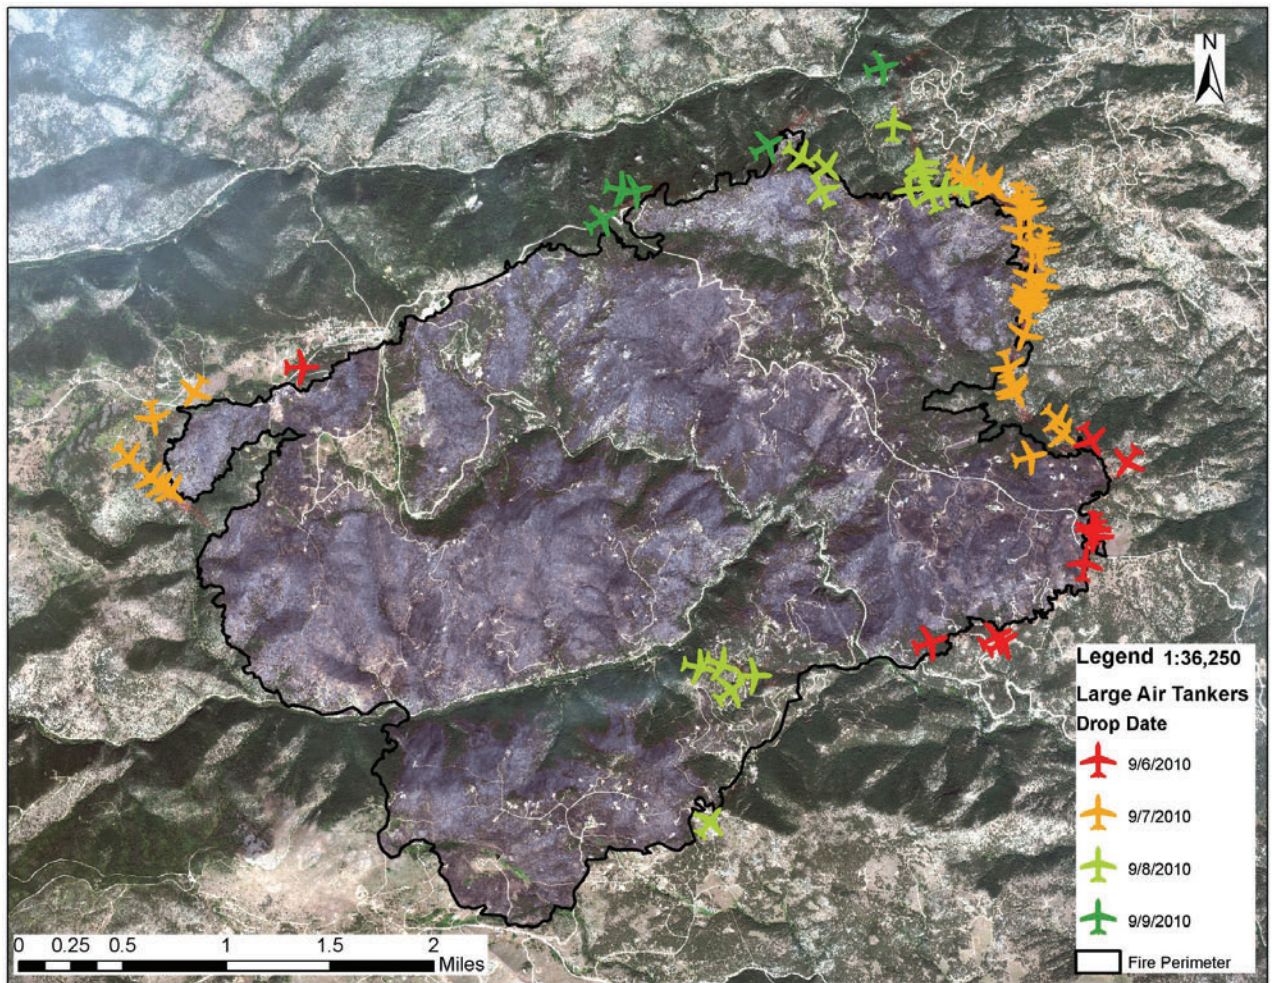 N
Legend 1:36,250
Large Air Tankers
Drop Date
9/6/2010
9/7/2010
9/8/2010
9/9/2010
Fire Perimeter
0 0.25 0.5 1 1.5 2
Miles